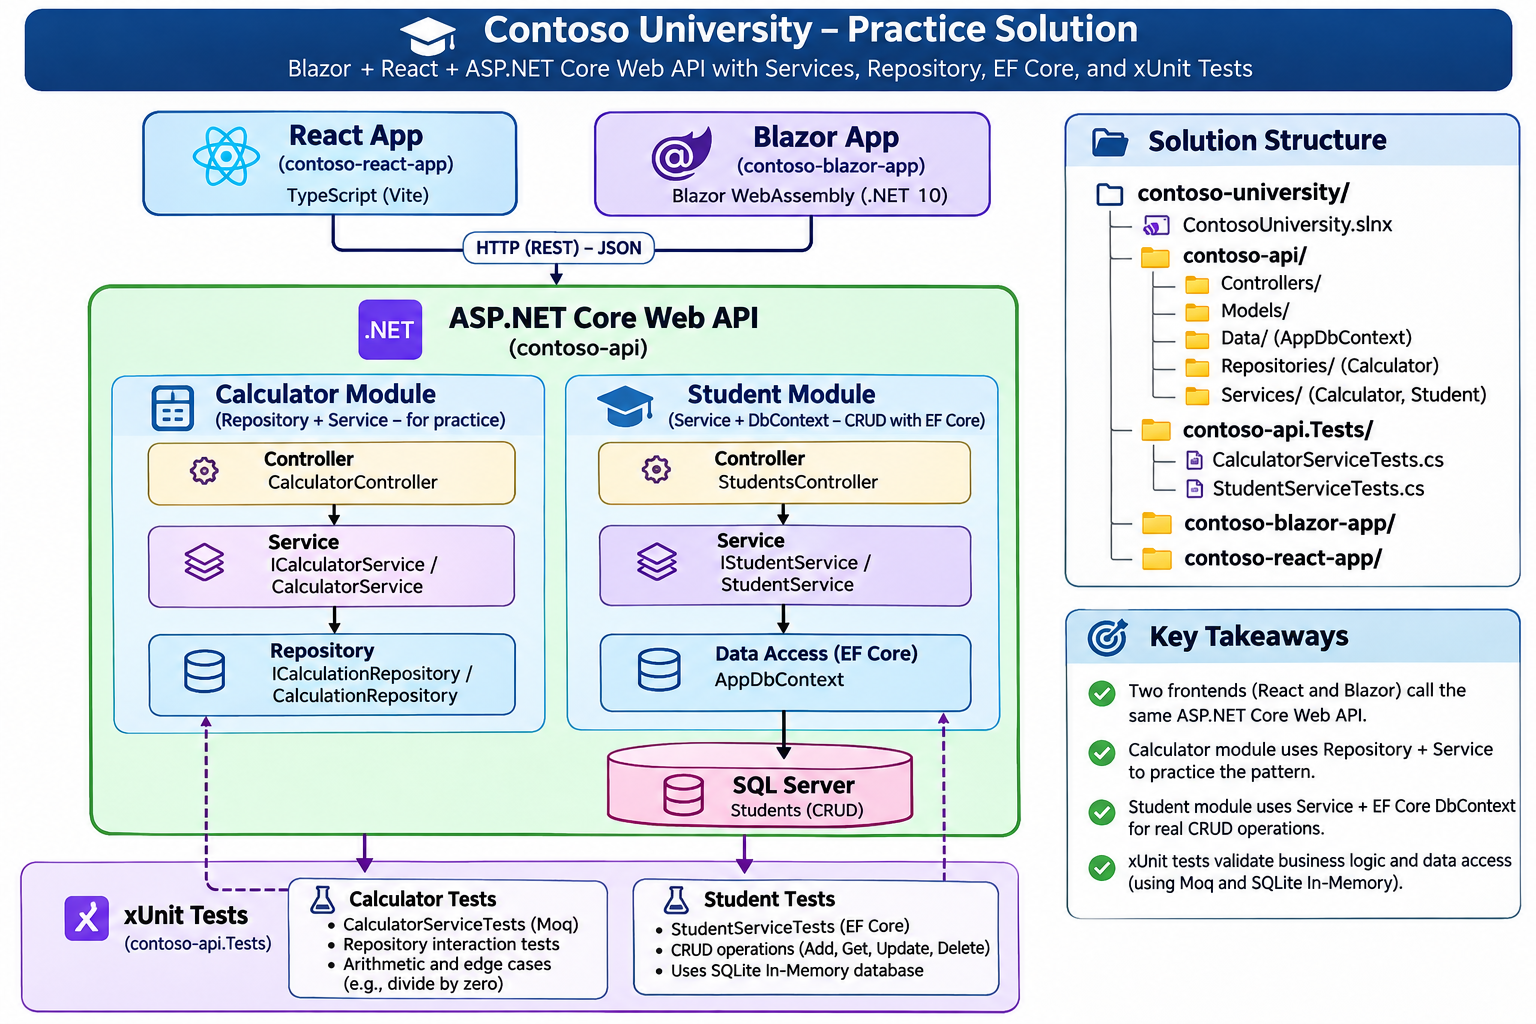 Contoso University – Practice Solution
Blazor + React + ASP.NET Core Web API with Services, Repository, EF Core, and xUnit Tests
React App
(contoso-react-app)
TypeScript (Vite)
Blazor App
(contoso-blazor-app)
Blazor WebAssembly (.NET 10)
HTTP (REST) – JSON
.NET
ASP.NET Core Web API
(contoso-api)
Calculator Module
(Repository + Service – for practice)
Controller
CalculatorController
Service
ICalculatorService /
CalculatorService
Repository
ICalculationRepository /
CalculationRepository
Student Module
(Service + DbContext – CRUD with EF Core)
Controller
StudentsController
Service
IStudentService /
StudentService
Data Access (EF Core)
AppDbContext
SQL Server
Students (CRUD)
xUnit Tests
(contoso-api.Tests)
Calculator Tests
• CalculatorServiceTests (Moq)
• Repository interaction tests
• Arithmetic and edge cases
(e.g., divide by zero)
Student Tests
• StudentServiceTests (EF Core)
• CRUD operations (Add, Get, Update, Delete)
• Uses SQLite In-Memory database
Solution Structure
contoso-university/
ContosoUniversity.slnx
contoso-api/
Controllers/
Models/
Data/ (AppDbContext)
Repositories/ (Calculator)
Services/ (Calculator, Student)
contoso-api.Tests/
CalculatorServiceTests.cs
StudentServiceTests.cs
contoso-blazor-app/
contoso-react-app/
Key Takeaways
Two frontends (React and Blazor) call the
same ASP.NET Core Web API.
Calculator module uses Repository + Service
to practice the pattern.
Student module uses Service + EF Core DbContext
for real CRUD operations.
xUnit tests validate business logic and data access
(using Moq and SQLite In-Memory).